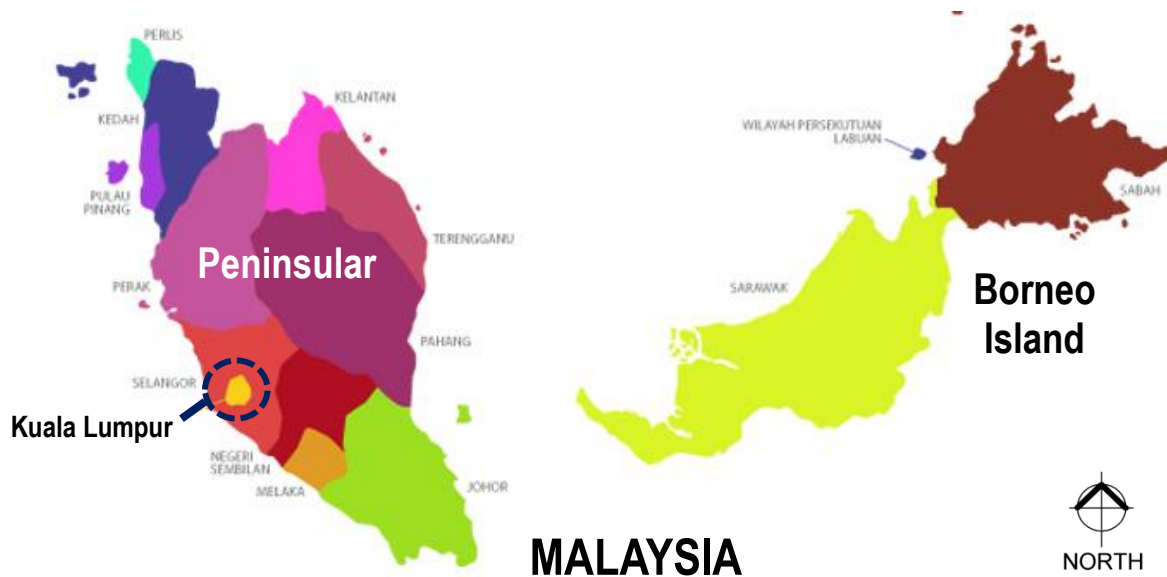 PERLIS
KEDAH
PULAU
PINANG
KELANTAN
TERENGGANU
Peninsular
PERAK
PAHANG
SELANGOR
Kuala Lumpur
NEGERI
SEMBILAN
MELAKA
JOHOR
WILAYAH PERSEKUTUAN
LABUAN
SABAH
SARAWAK
Borneo
Island
MALAYSIA
NORTH